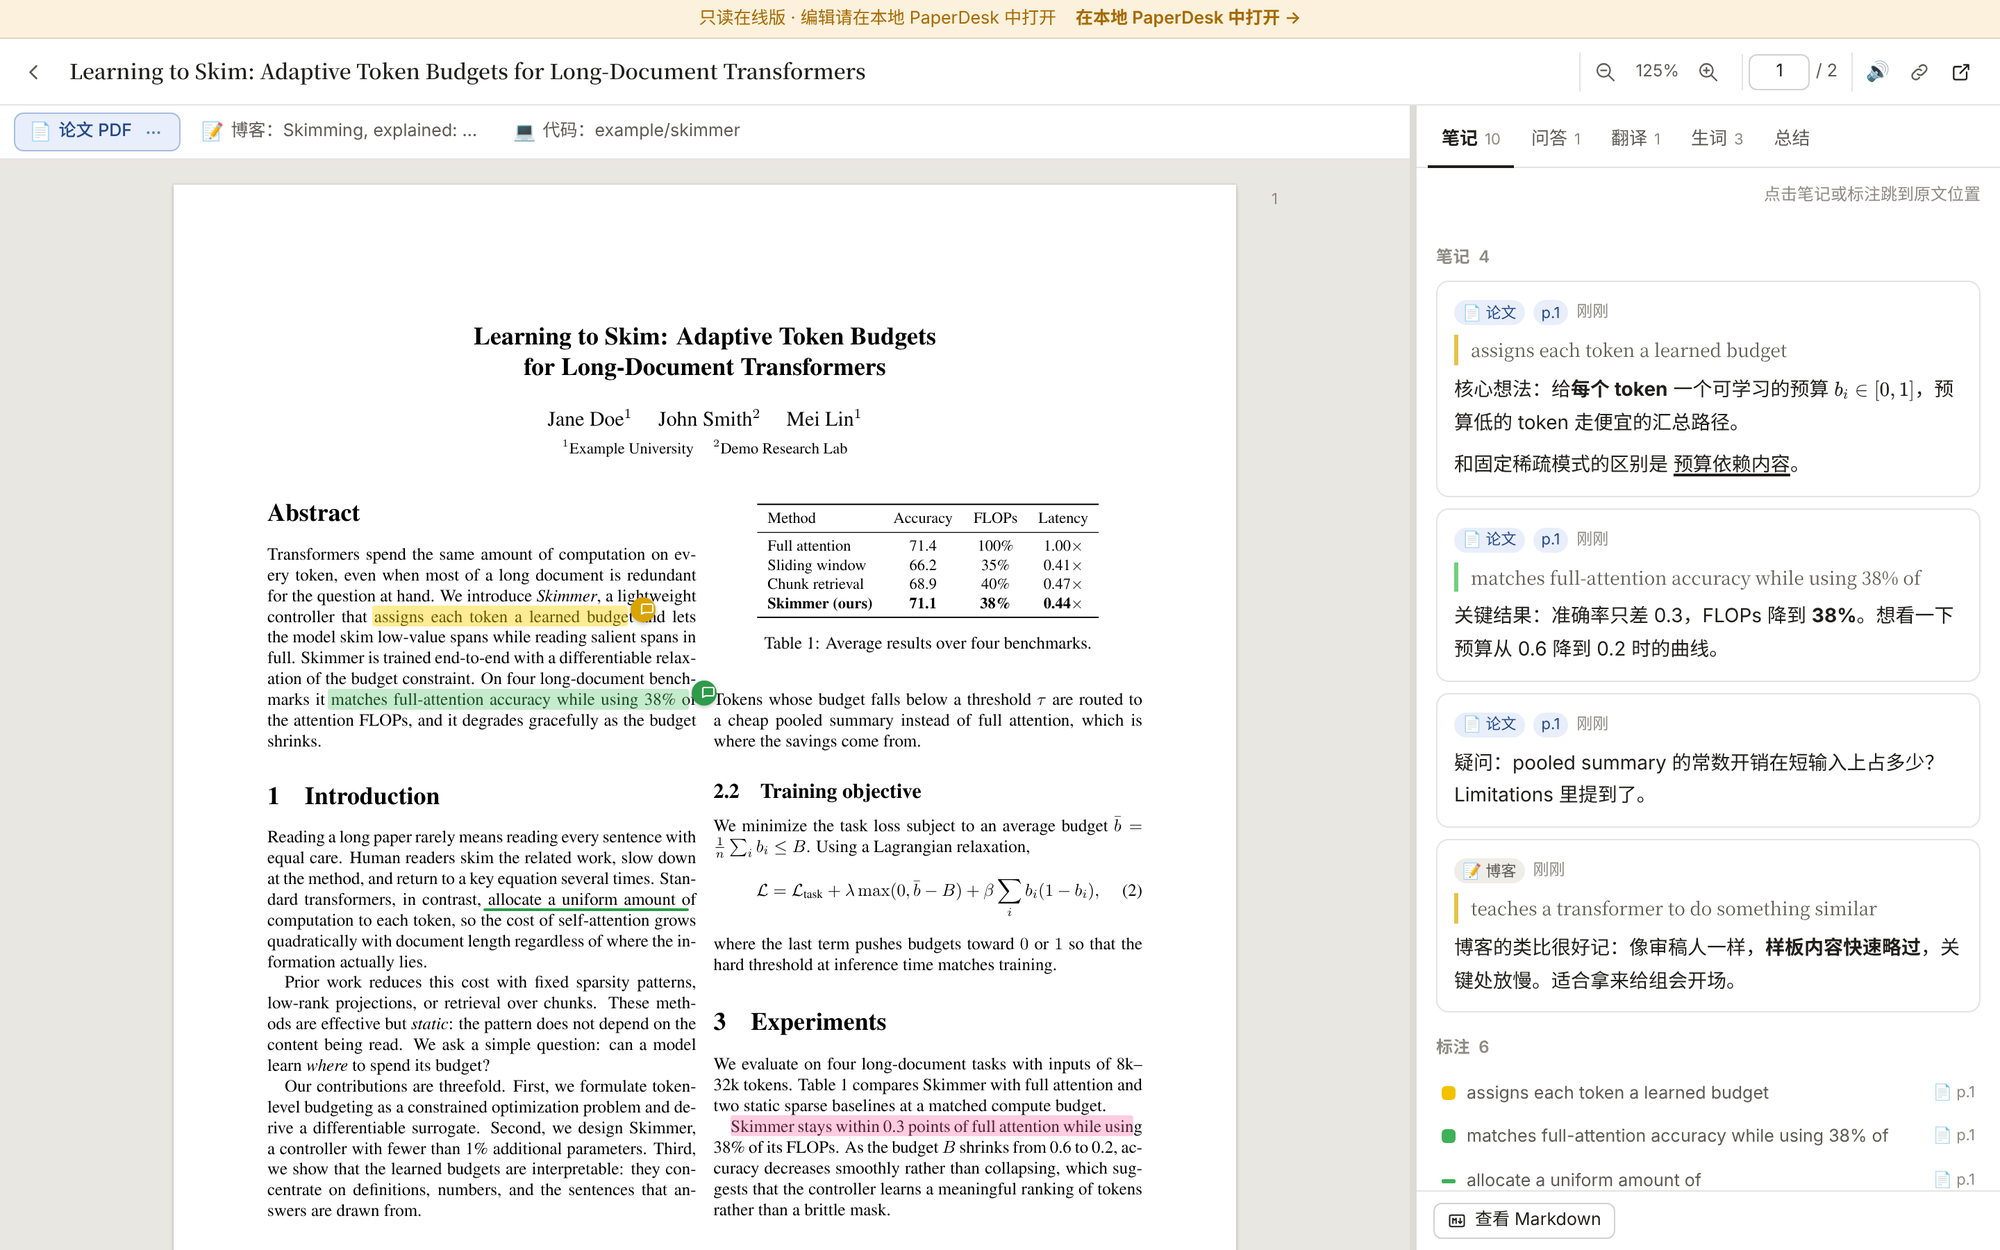 只读在线版 · 编辑请在本地 PaperDesk 中打开 在本地 PaperDesk 中打开 →
Learning to Skim: Adaptive Token Budgets for Long-Document Transformers
125%
1 / 2
论文 PDF ···
博客：Skimming, explained: ...
代码：example/skimmer
1
Learning to Skim: Adaptive Token Budgets
for Long-Document Transformers
Jane Doe¹ John Smith² Mei Lin¹
¹Example University ²Demo Research Lab
Abstract
Transformers spend the same amount of computation on ev-
ery token, even when most of a long document is redundant
for the question at hand. We introduce Skimmer, a lightweight
controller that assigns each token a learned budget and lets
the model skim low-value spans while reading salient spans in
full. Skimmer is trained end-to-end with a differentiable relax-
ation of the budget constraint. On four long-document bench-
marks it matches full-attention accuracy while using 38% of
the attention FLOPs, and it degrades gracefully as the budget
shrinks.
1 Introduction
Reading a long paper rarely means reading every sentence with
equal care. Human readers skim the related work, slow down
at the method, and return to a key equation several times. Stan-
dard transformers, in contrast, allocate a uniform amount of
computation to each token, so the cost of self-attention grows
quadratically with document length regardless of where the in-
formation actually lies.
Prior work reduces this cost with fixed sparsity patterns,
low-rank projections, or retrieval over chunks. These meth-
ods are effective but static: the pattern does not depend on the
content being read. We ask a simple question: can a model
learn where to spend its budget?
Our contributions are threefold. First, we formulate token-
level budgeting as a constrained optimization problem and de-
rive a differentiable surrogate. Second, we design Skimmer,
a controller with fewer than 1% additional parameters. Third,
we show that the learned budgets are interpretable: they con-
centrate on definitions, numbers, and the sentences that an-
swers are drawn from.
Method Accuracy FLOPs Latency
Full attention 71.4 100% 1.00×
Sliding window 66.2 35% 0.41×
Chunk retrieval 68.9 40% 0.47×
Skimmer (ours) 71.1 38% 0.44×
Table 1: Average results over four benchmarks.
Tokens whose budget falls below a threshold τ are routed to
a cheap pooled summary instead of full attention, which is
where the savings come from.
2.2 Training objective
We minimize the task loss subject to an average budget b̄ =
1/n ∑ᵢ bᵢ ≤ B. Using a Lagrangian relaxation,
ℒ = ℒtask + λ max(0, b̄ − B) + β ∑ᵢ bᵢ(1 − bᵢ), (2)
where the last term pushes budgets toward 0 or 1 so that the
hard threshold at inference time matches training.
3 Experiments
We evaluate on four long-document tasks with inputs of 8k–
32k tokens. Table 1 compares Skimmer with full attention and
two static sparse baselines at a matched compute budget.
Skimmer stays within 0.3 points of full attention while using
38% of its FLOPs. As the budget B shrinks from 0.6 to 0.2, ac-
curacy decreases smoothly rather than collapsing, which sug-
gests that the controller learns a meaningful ranking of tokens
rather than a brittle mask.
笔记 10 问答 1 翻译 1 生词 3 总结
点击笔记或标注跳到原文位置
笔记 4
论文 p.1 刚刚
assigns each token a learned budget
核心想法：给每个 token 一个可学习的预算 bᵢ ∈ [0, 1]，预
算低的 token 走便宜的汇总路径。
和固定稀疏模式的区别是 预算依赖内容。
论文 p.1 刚刚
matches full-attention accuracy while using 38% of
关键结果：准确率只差 0.3，FLOPs 降到 38%。想看一下
预算从 0.6 降到 0.2 时的曲线。
论文 p.1 刚刚
疑问：pooled summary 的常数开销在短输入上占多少？
Limitations 里提到了。
博客 刚刚
teaches a transformer to do something similar
博客的类比很好记：像审稿人一样，样板内容快速略过，关
键处放慢。适合拿来给组会开场。
标注 6
assigns each token a learned budget p.1
matches full-attention accuracy while using 38% of p.1
allocate a uniform amount of p.1
查看 Markdown